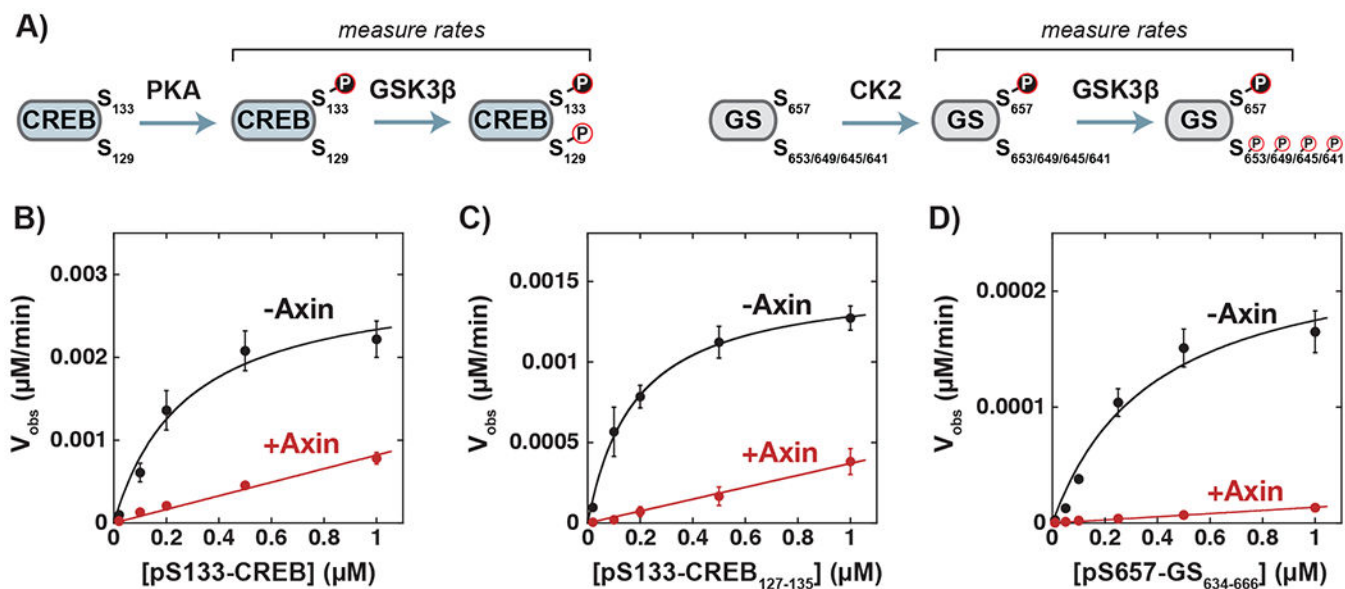 A)
measure rates
measure rates
CREB S133 S129 PKA CREB S133 P S129 GSK3β CREB S133 P S129 P
GS S657 S653/649/645/641 CK2 GS S657 P S653/649/645/641 GSK3β GS S657 P S653/649/645/641 P P P P
B)
Vobs (µM/min)
0.003
0.002
0.001
0
-Axin
+Axin
0 0.2 0.4 0.6 0.8 1
[pS133-CREB] (µM)
C)
Vobs (µM/min)
0.0015
0.001
0.0005
0
-Axin
+Axin
0 0.2 0.4 0.6 0.8 1
[pS133-CREB127-135] (µM)
D)
Vobs (µM/min)
0.0002
0.0001
0
-Axin
+Axin
0 0.2 0.4 0.6 0.8 1
[pS657-GS634-666] (µM)